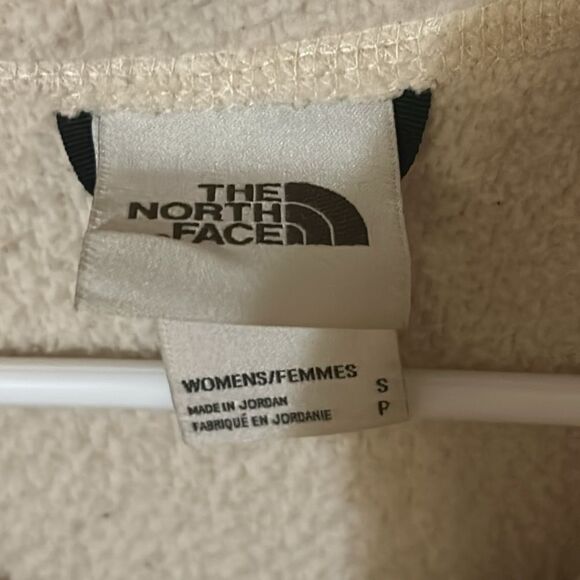 THE
NORTH
FACE
WOMENS/FEMMES S
MADE IN JORDAN P
FABRIQUÉ EN JORDANIE